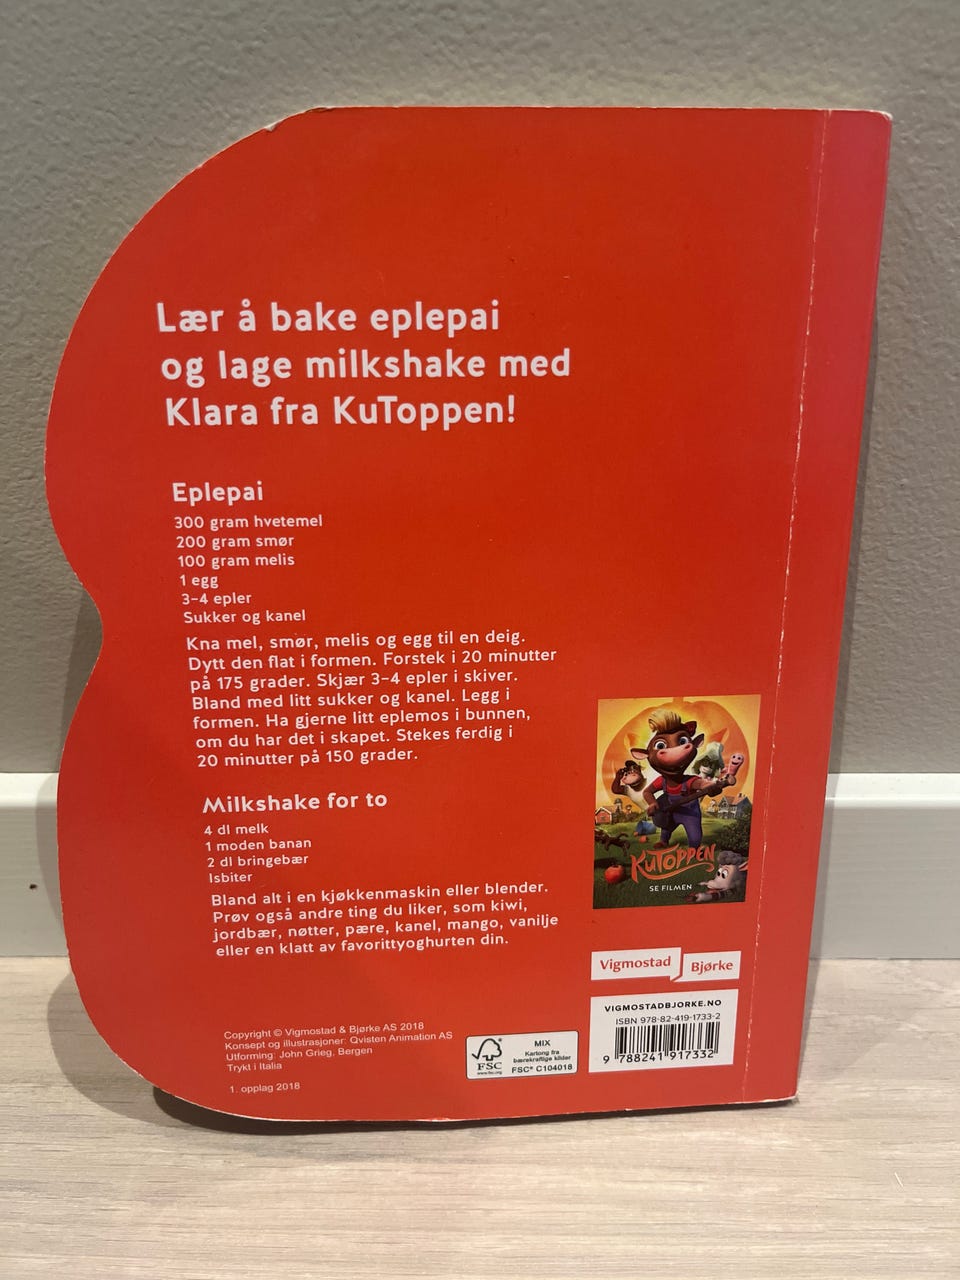 Lær å bake eplepai
og lage milkshake med
Klara fra KuToppen!
Eplepai
300 gram hvetemel
200 gram smør
100 gram melis
1 egg
3-4 epler
Sukker og kanel
Kna mel, smør, melis og egg til en deig.
Dytt den flat i formen. Forstek i 20 minutter
på 175 grader. Skjær 3-4 epler i skiver.
Bland med litt sukker og kanel. Legg i
formen. Ha gjerne litt eplemos i bunnen,
om du har det i skapet. Stekes ferdig i
20 minutter på 150 grader.
Milkshake for to
4 dl melk
1 moden banan
2 dl bringebær
Isbiter
Bland alt i en kjøkkenmaskin eller blender.
Prøv også andre ting du liker, som kiwi,
jordbær, nøtter, pære, kanel, mango, vanilje
eller en klatt av favorittyoghurten din.
KUTOPPEN
SE FILMEN
Vigmostad Bjørke
VIGMOSTADBJORKE.NO
ISBN 978-82-419-1733-2
9 788241 917332
Copyright © Vigmostad & Bjørke AS 2018
Konsept og illustrasjoner: Qvisten Animation AS
Utforming: John Grieg, Bergen
Trykt i Italia
1. opplag 2018
FSC
www.fsc.org
MIX
Kartong fra
bærekraftige kilder
FSC® C104018